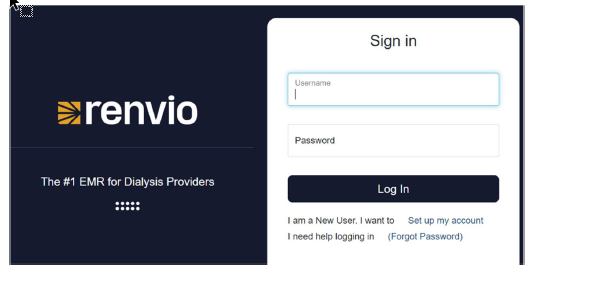 renvio
The #1 EMR for Dialysis Providers
Sign in
Username
Password
Log In
I am a New User. I want to Set up my account
I need help logging in (Forgot Password)